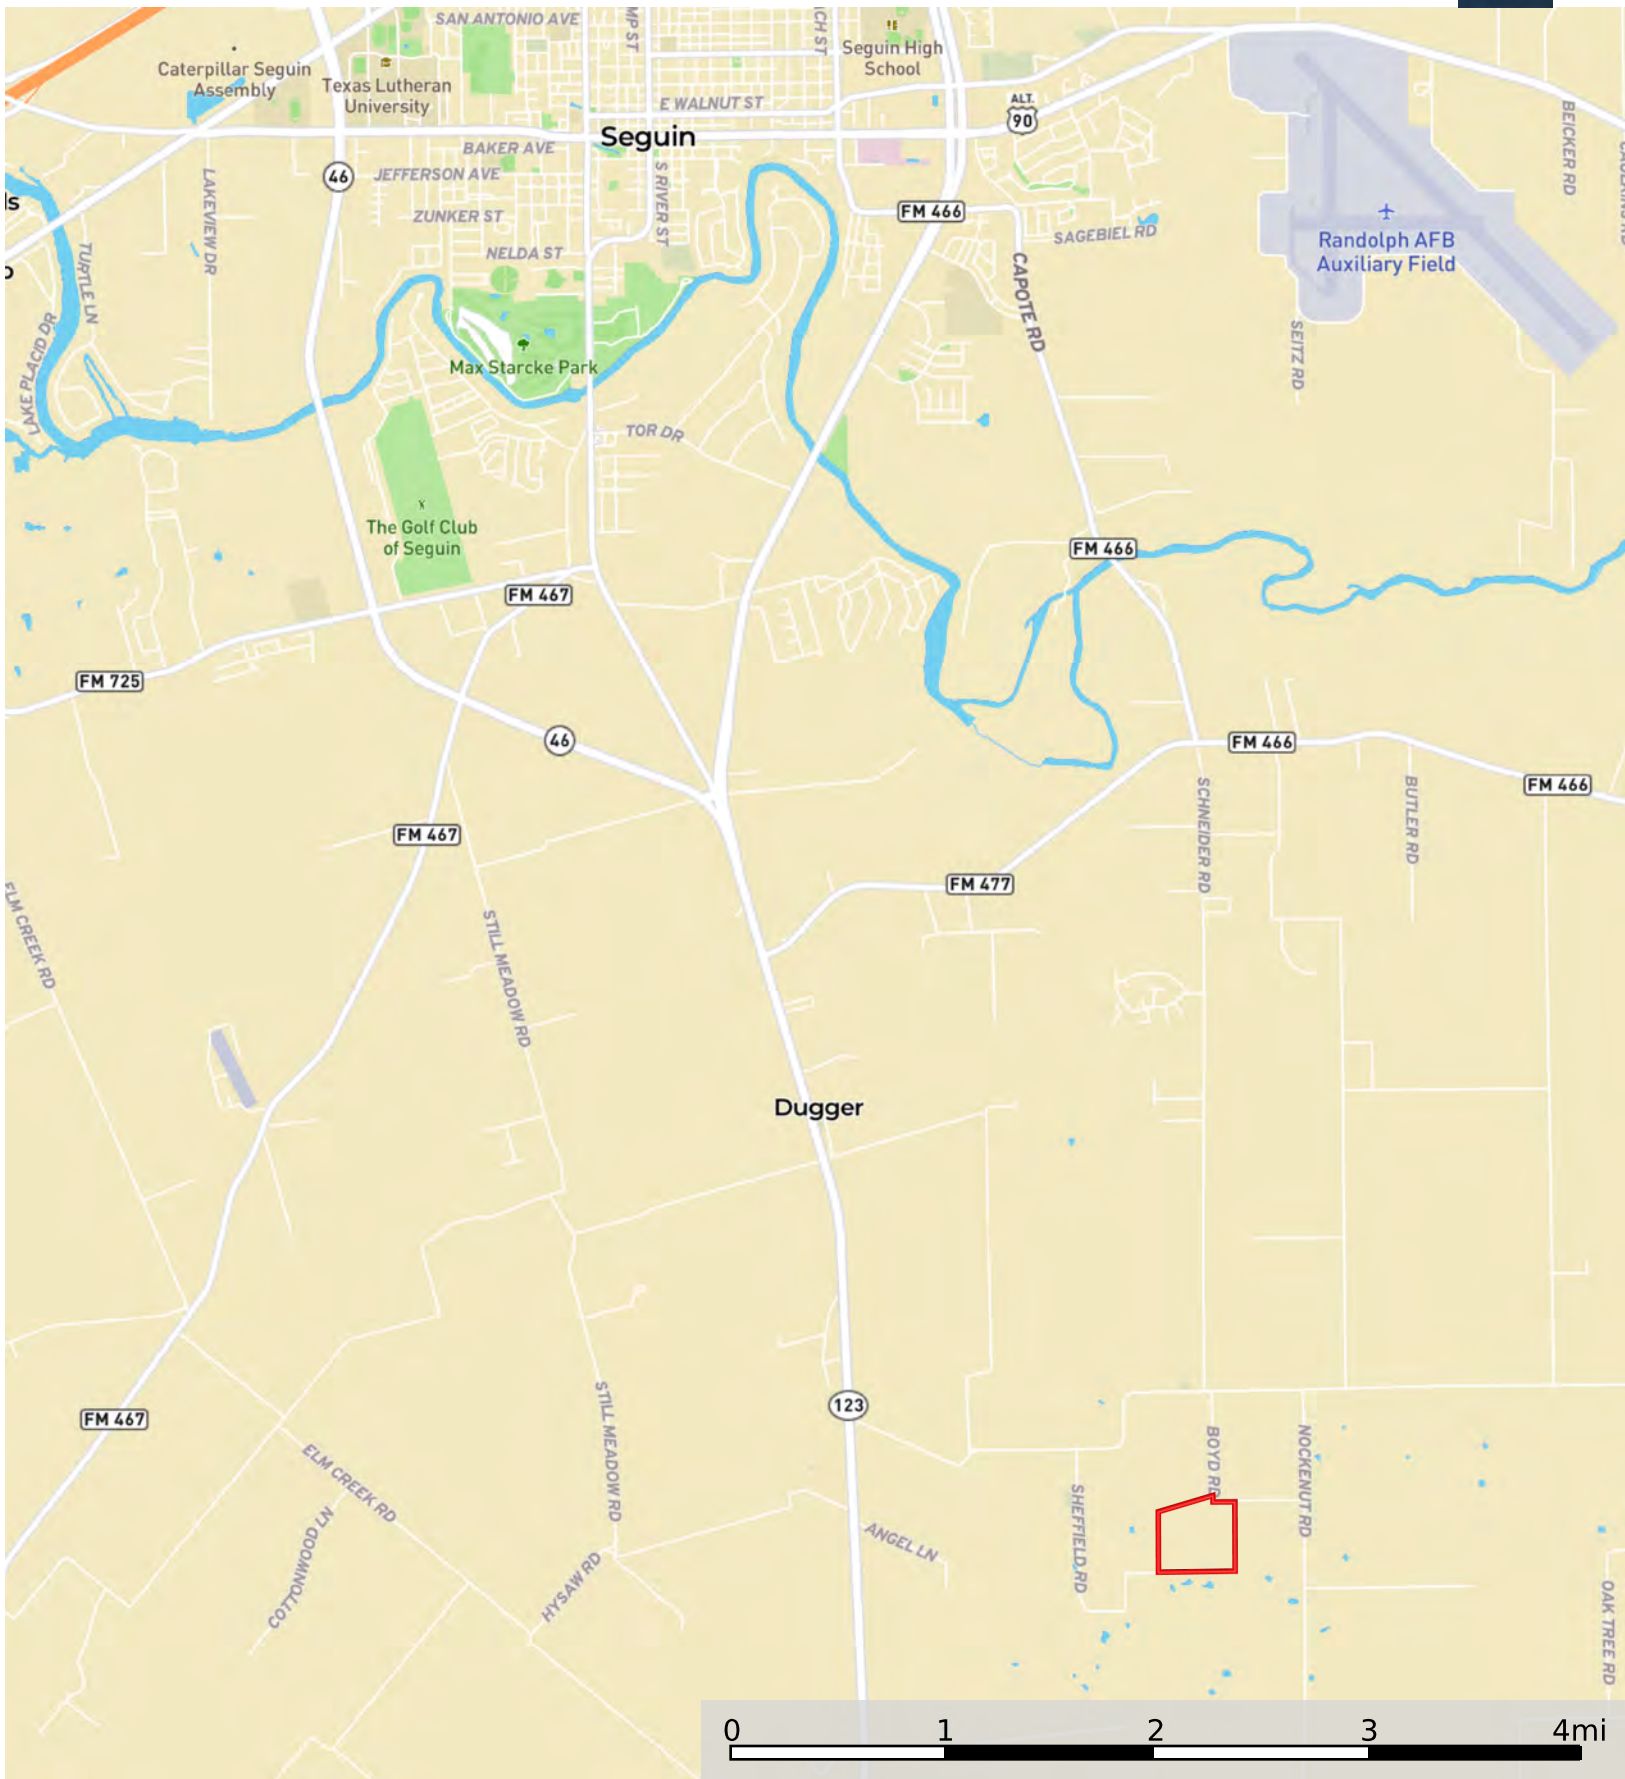 SAN ANTONIO AVE
MP ST
CH ST
Seguin High
School
Caterpillar Seguin
Assembly
Texas Lutheran
University
E WALNUT ST
ALT.
90
BEICKER RD
Seguin
BAKER AVE
46
JEFFERSON AVE
LAKEVIEW DR
S RIVER ST
ls
ZUNKER ST
FM 466
SAGEBIEL RD
Randolph AFB
Auxiliary Field
TURTLE LN
NELDA ST
o
CAPOTE RD
LAKE PLACID DR
SEITZ RD
Max Starcke Park
TOR DR
The Golf Club
of Seguin
FM 466
FM 467
FM 725
46
FM 466
FM 466
SCHNEIDER RD
BUTLER RD
FM 467
FM 477
ELM CREEK RD
STILL MEADOW RD
Dugger
123
FM 467
STILL MEADOW RD
BOYD RD
NOCKENUT RD
ELM CREEK RD
SHEFFIELD RD
COTTONWOOD LN
ANGEL LN
HYSAW RD
OAK TREE RD
0 1 2 3 4mi